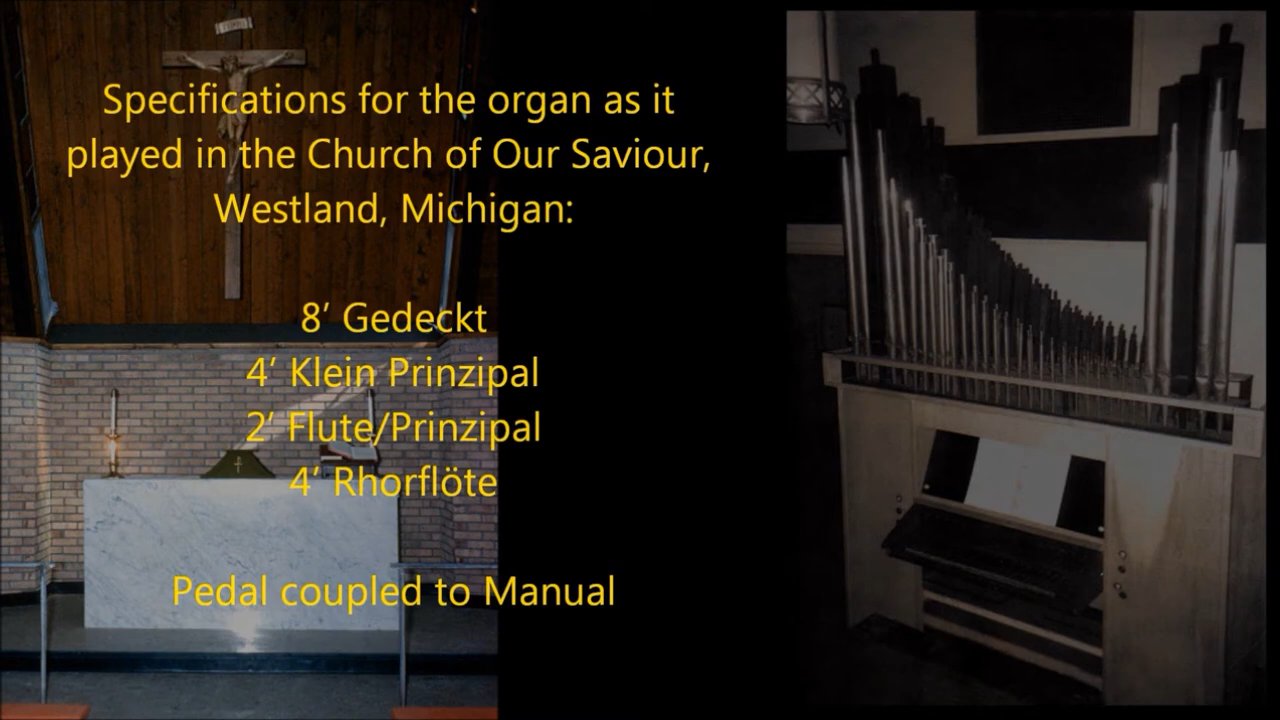 Specifications for the organ as it
played in the Church of Our Saviour,
Westland, Michigan:
8’ Gedeckt
4’ Klein Prinzipal
2’ Flute/Prinzipal
4’ Rhorflöte
Pedal coupled to Manual